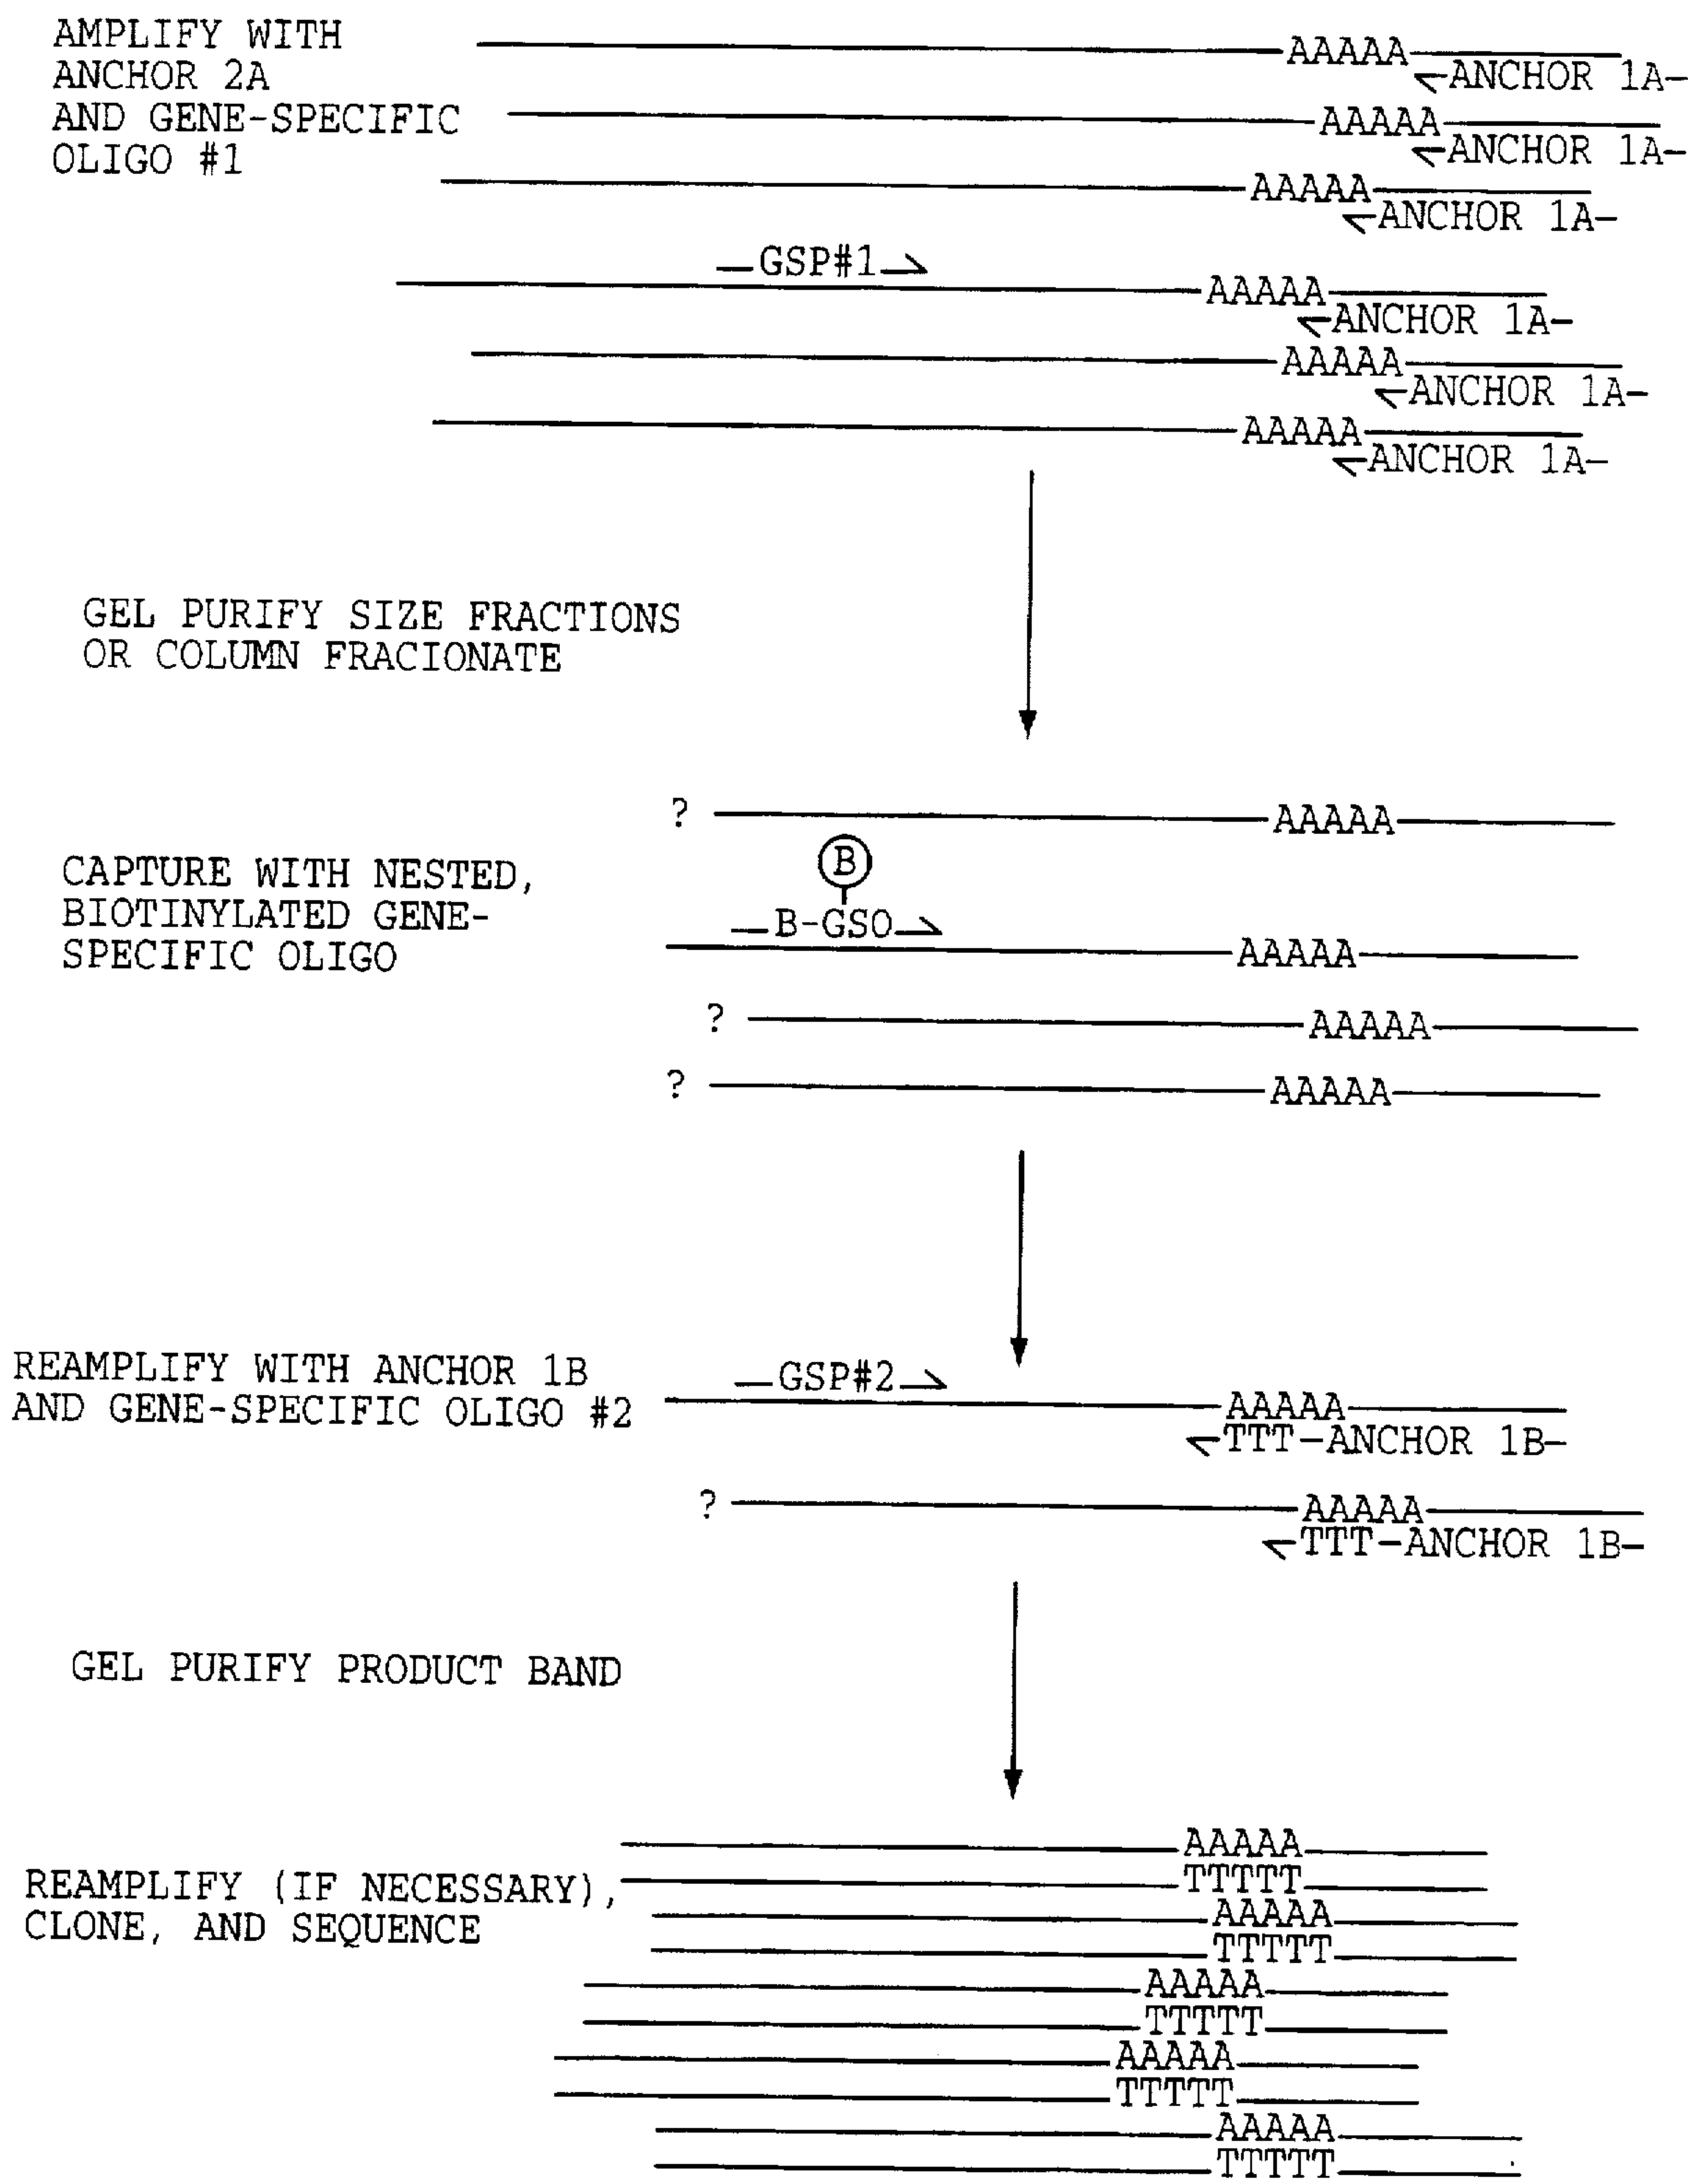 AMPLIFY WITH
ANCHOR 2A
AND GENE-SPECIFIC
OLIGO #1
AAAAA
<ANCHOR 1A-
AAAAA
ANCHOR 1A-
AAAAA
ANCHOR 1A-
GSP#1
AAAAA
ANCHOR 1A-
AAAAA
ANCHOR 1A-
AAAAA
ANCHOR 1A-
GEL PURIFY SIZE FRACTIONS
OR COLUMN FRACIONATE
? AAAAA
CAPTURE WITH NESTED,
BIOTINYLATED GENE-
SPECIFIC OLIGO
B
B-GSO
AAAAA
? AAAAA
? AAAAA
REAMPLIFY WITH ANCHOR 1B
AND GENE-SPECIFIC OLIGO #2
GSP#2
AAAAA
TTT-ANCHOR 1B-
? AAAAA
TTT-ANCHOR 1B-
GEL PURIFY PRODUCT BAND
REAMPLIFY (IF NECESSARY),
CLONE, AND SEQUENCE
AAAAA
TTTTT
AAAAA
TTTTT
AAAAA
TTTTT
AAAAA
TTTTT
AAAAA
TTTTT